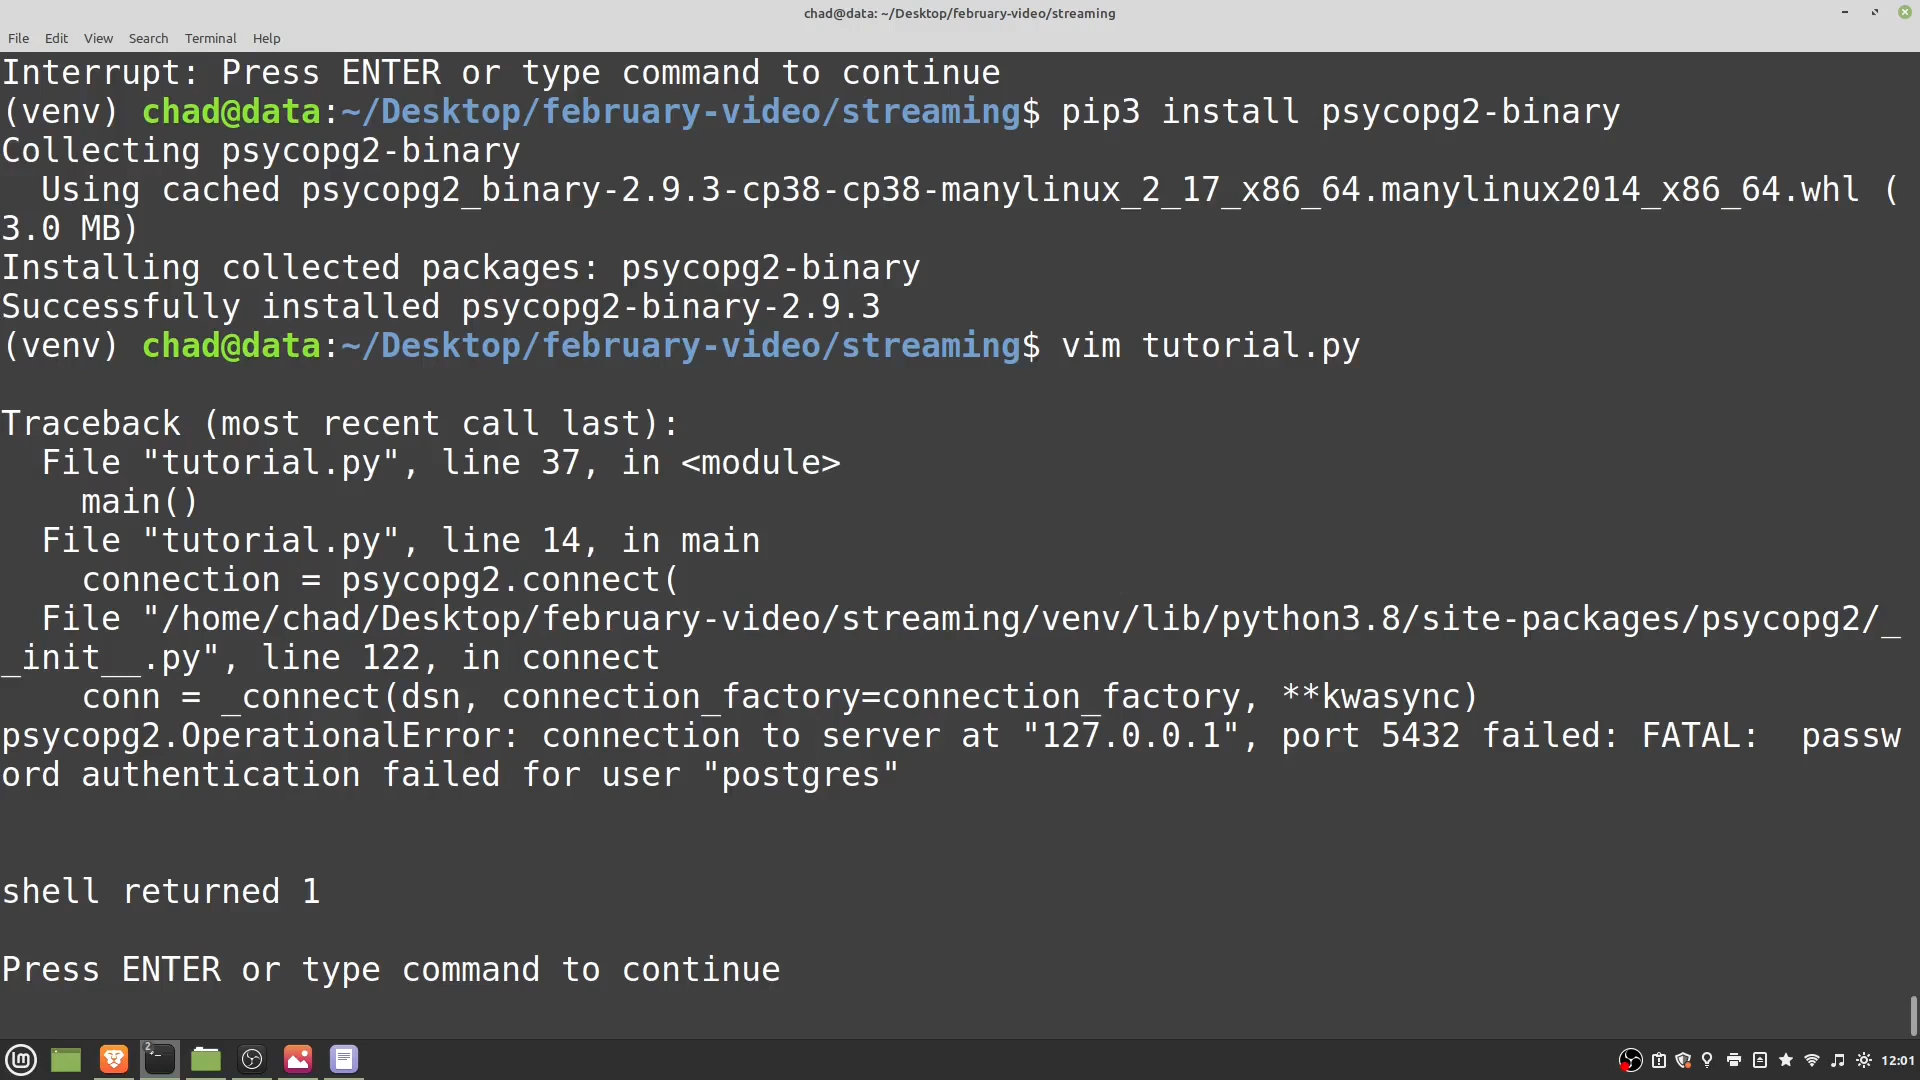 chad@data: ~/Desktop/february-video/streaming
File Edit View Search Terminal Help
Interrupt: Press ENTER or type command to continue
(venv) chad@data:~/Desktop/february-video/streaming$ pip3 install psycopg2-binary
Collecting psycopg2-binary
  Using cached psycopg2_binary-2.9.3-cp38-cp38-manylinux_2_17_x86_64.manylinux2014_x86_64.whl (
3.0 MB)
Installing collected packages: psycopg2-binary
Successfully installed psycopg2-binary-2.9.3
(venv) chad@data:~/Desktop/february-video/streaming$ vim tutorial.py
Traceback (most recent call last):
  File "tutorial.py", line 37, in <module>
    main()
  File "tutorial.py", line 14, in main
    connection = psycopg2.connect(
  File "/home/chad/Desktop/february-video/streaming/venv/lib/python3.8/site-packages/psycopg2/_
_init__.py", line 122, in connect
    conn = _connect(dsn, connection_factory=connection_factory, **kwasync)
psycopg2.OperationalError: connection to server at "127.0.0.1", port 5432 failed: FATAL:  passw
ord authentication failed for user "postgres"
shell returned 1
Press ENTER or type command to continue
2
12:01